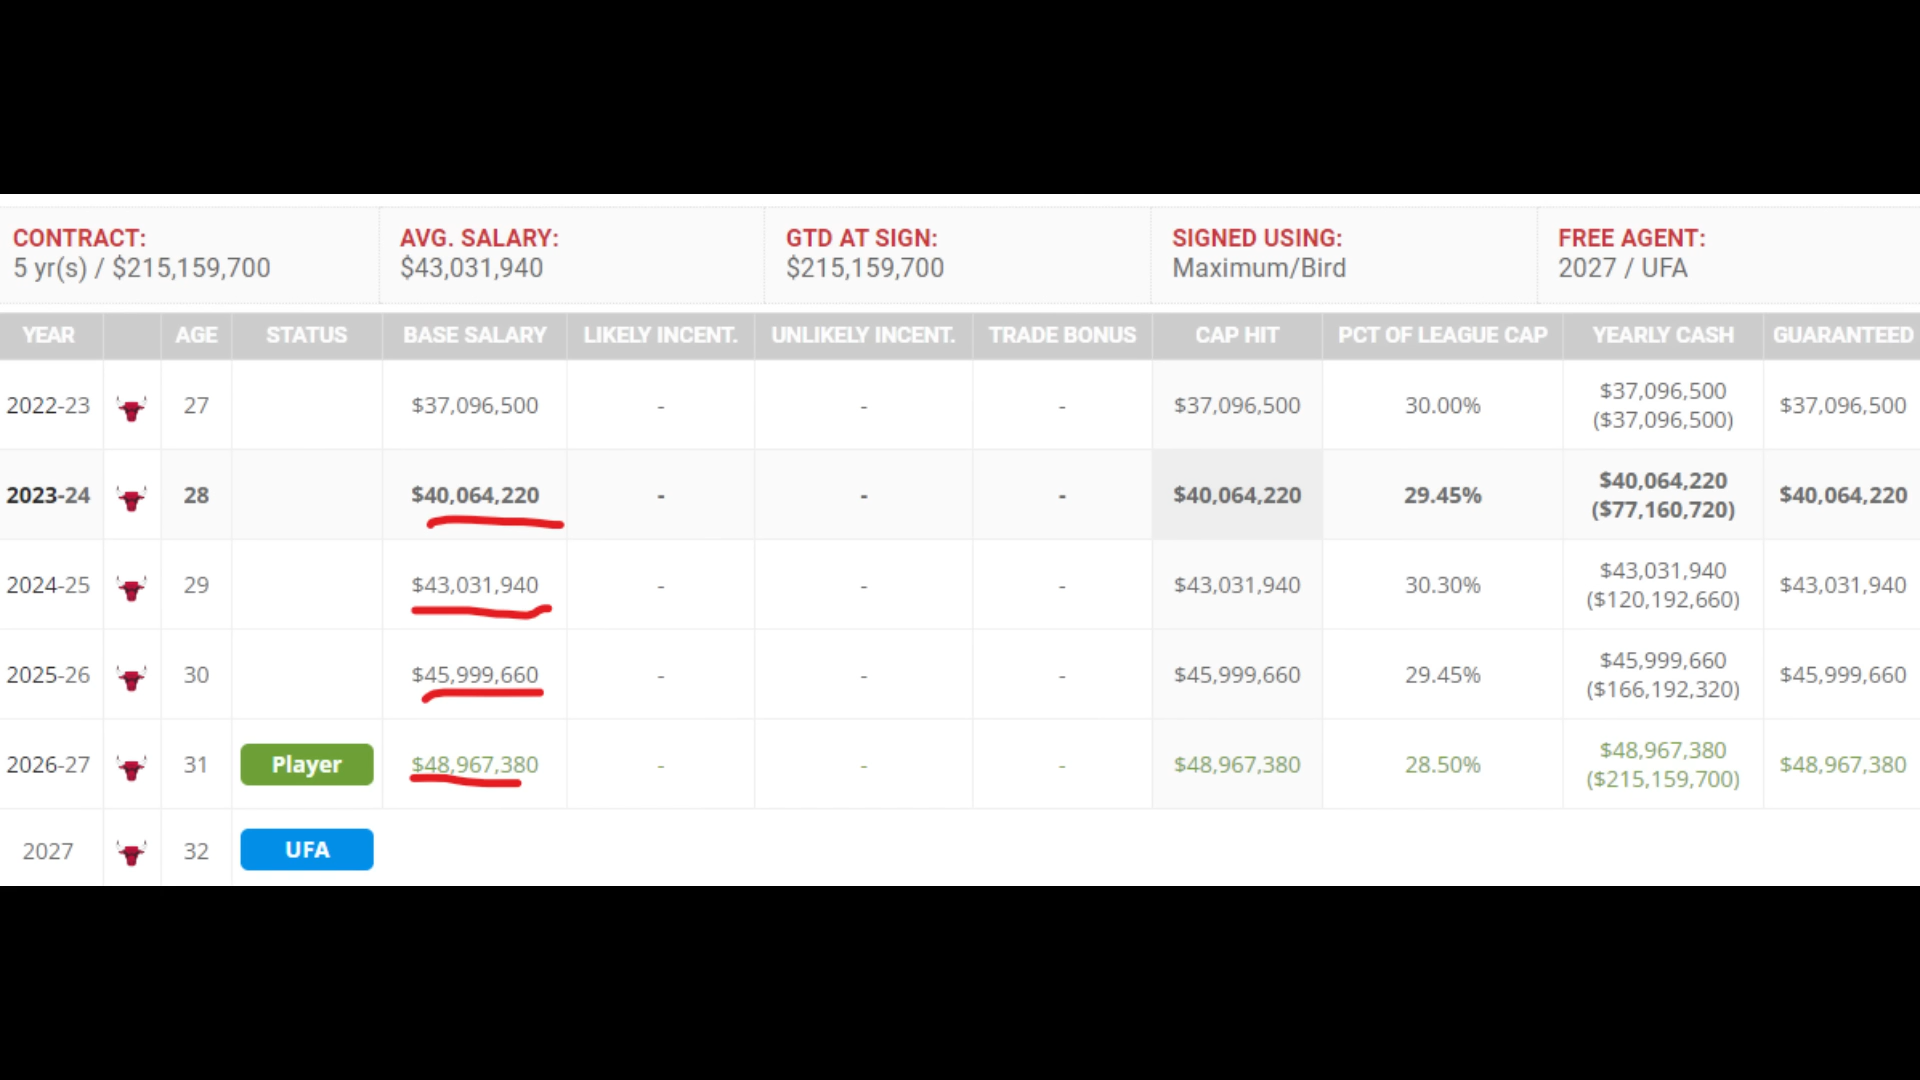 CONTRACT: AVG. SALARY: GTD AT SIGN: SIGNED USING: FREE AGENT:
5 yr(s) / $215,159,700 $43,031,940 $215,159,700 Maximum/Bird 2027 / UFA
YEAR AGE STATUS BASE SALARY LIKELY INCENT. UNLIKELY INCENT. TRADE BONUS CAP HIT PCT OF LEAGUE CAP YEARLY CASH GUARANTEED
2022-23 27 $37,096,500 - - - $37,096,500 30.00% $37,096,500 $37,096,500
($37,096,500)
2023-24 28 $40,064,220 - - - $40,064,220 29.45% $40,064,220 $40,064,220
($77,160,720)
2024-25 29 $43,031,940 - - - $43,031,940 30.30% $43,031,940 $43,031,940
($120,192,660)
2025-26 30 $45,999,660 - - - $45,999,660 29.45% $45,999,660 $45,999,660
($166,192,320)
2026-27 31 Player $48,967,380 - - - $48,967,380 28.50% $48,967,380 $48,967,380
($215,159,700)
2027 32 UFA